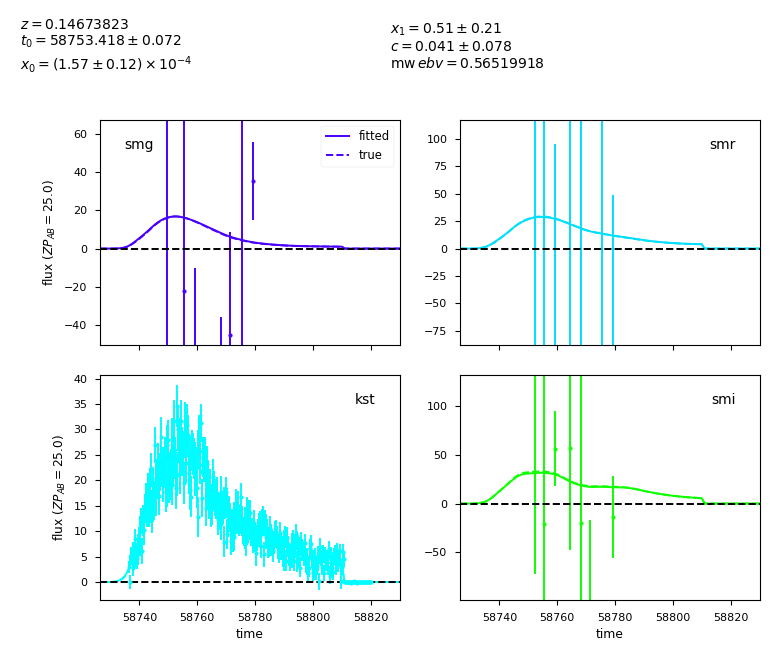 z = 0.14673823
t₀ = 58753.418 ± 0.072
x₀ = (1.57 ± 0.12) × 10⁻⁴
x₁ = 0.51 ± 0.21
c = 0.041 ± 0.078
mw ebv = 0.56519918
smg
fitted
true
60
40
20
0
−20
−40
flux (ZP_AB = 25.0)
smr
100
75
50
25
0
−25
−50
−75
kst
40
35
30
25
20
15
10
5
0
flux (ZP_AB = 25.0)
58740 58760 58780 58800 58820
time
smi
100
50
0
−50
58740 58760 58780 58800 58820
time